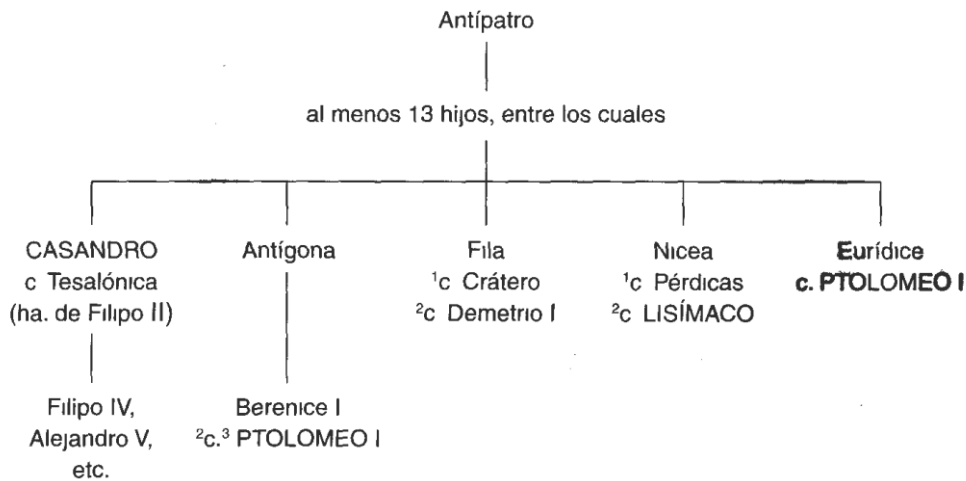 Antípatro
al menos 13 hijos, entre los cuales
CASANDRO
c Tesalónica
(ha. de Filipo II)
Antígona
Fila
¹c Crátero
²c Demetrio I
Nicea
¹c Pérdicas
²c LISÍMACO
Eurídice
c. PTOLOMEO I
Filipo IV,
Alejandro V,
etc.
Berenice I
²c.³ PTOLOMEO I